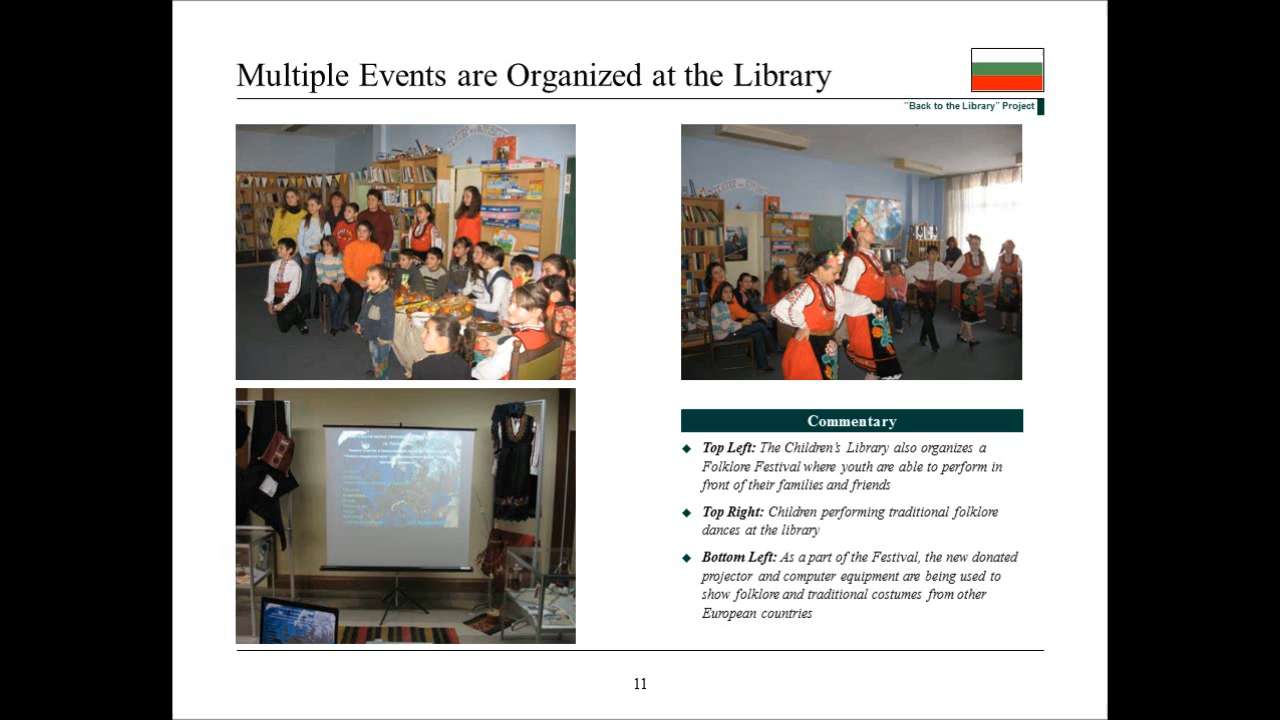 Multiple Events are Organized at the Library
"Back to the Library" Project
Commentary
Top Left: The Children's Library also organizes a
Folklore Festival where youth are able to perform in
front of their families and friends
Top Right: Children performing traditional folklore
dances at the library
Bottom Left: As a part of the Festival, the new donated
projector and computer equipment are being used to
show folklore and traditional costumes from other
European countries
11